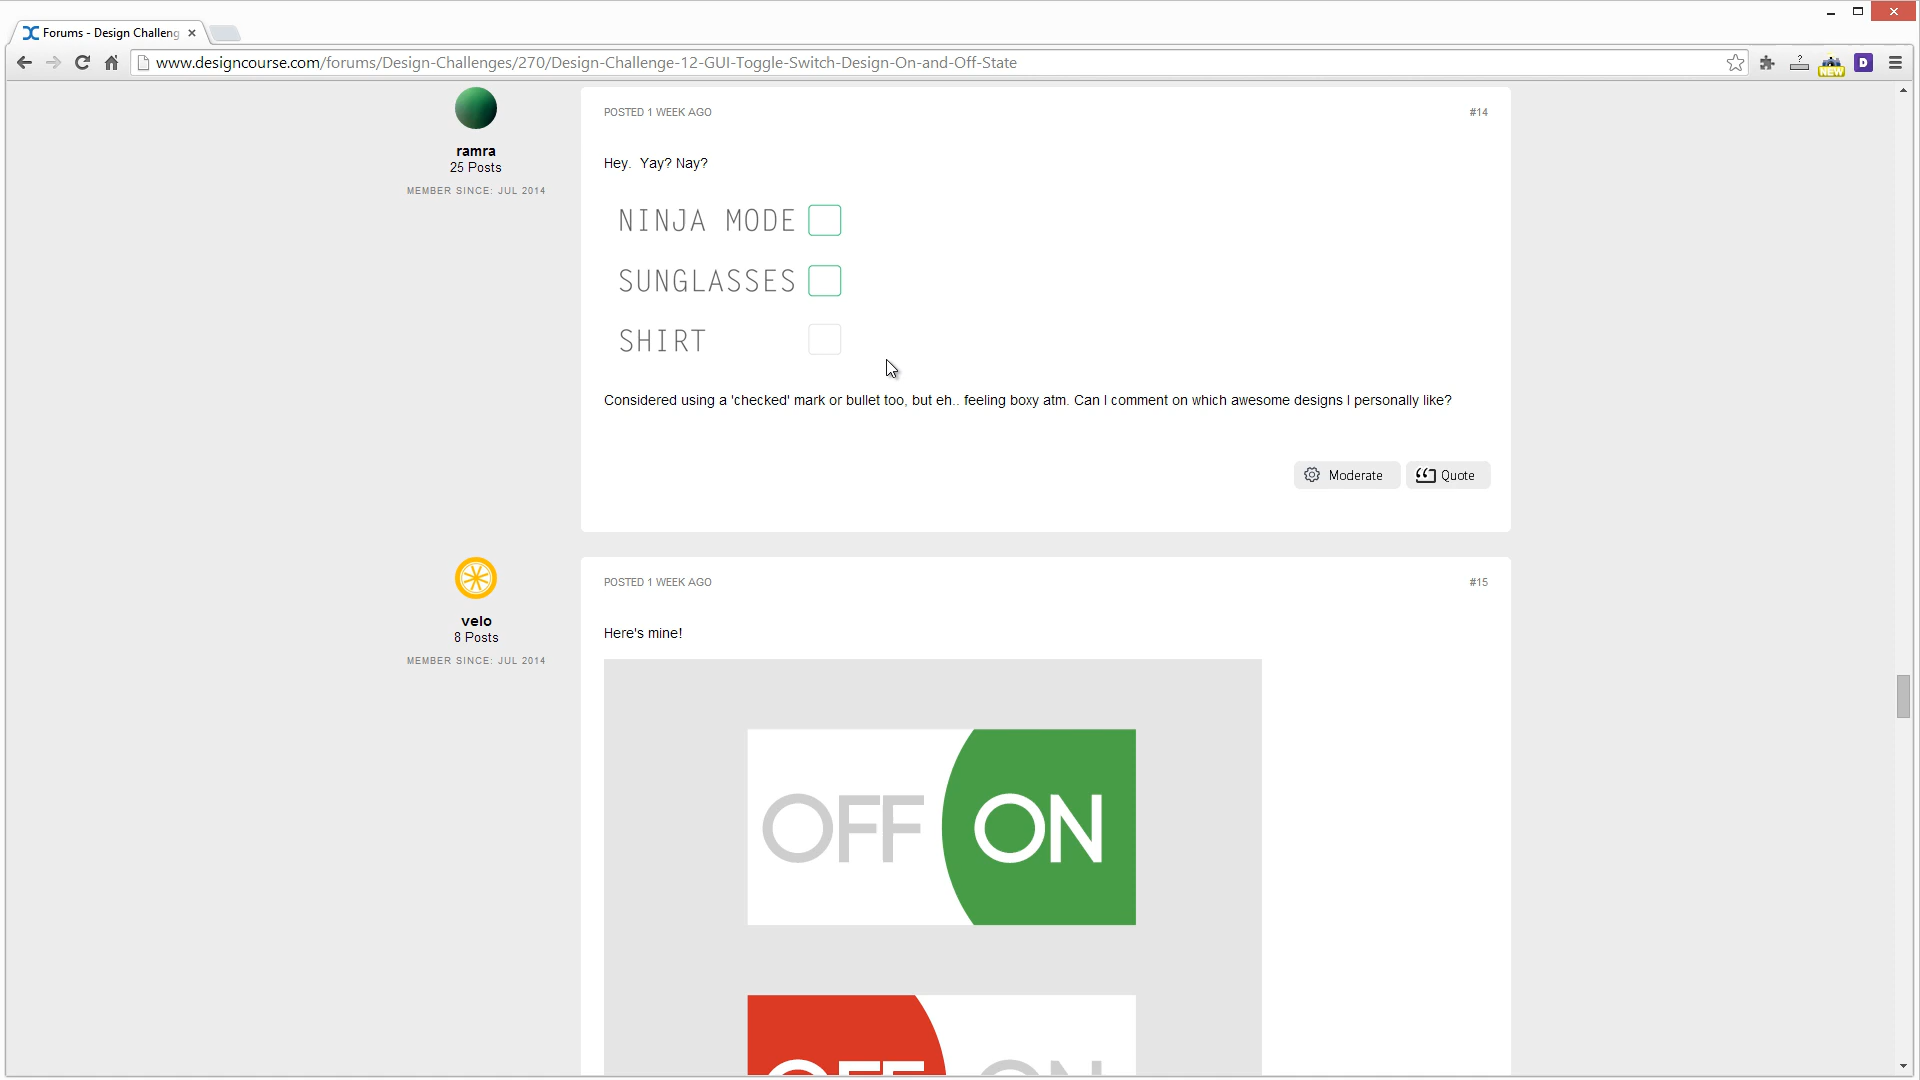 Forums - Design Challeng
www.designcourse.com/forums/Design-Challenges/270/Design-Challenge-12-GUI-Toggle-Switch-Design-On-and-Off-State
?
NEW
D
ramra
25 Posts
MEMBER SINCE: JUL 2014
POSTED 1 WEEK AGO
#14
Hey.  Yay? Nay?
NINJA MODE
SUNGLASSES
SHIRT
Considered using a 'checked' mark or bullet too, but eh.. feeling boxy atm. Can I comment on which awesome designs I personally like?
Moderate
Quote
velo
8 Posts
MEMBER SINCE: JUL 2014
POSTED 1 WEEK AGO
#15
Here's mine!
OFF ON
OFF ON